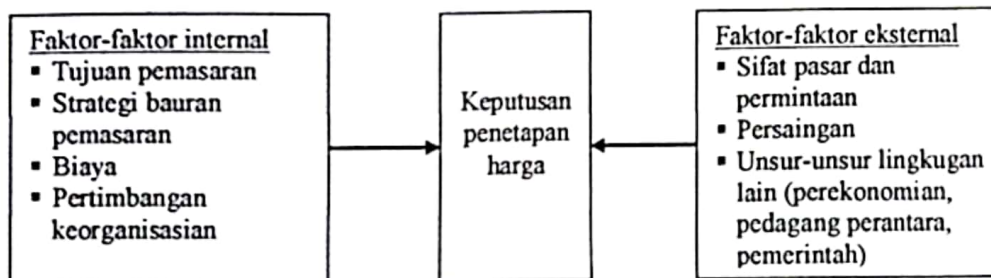 Faktor-faktor internal
▪ Tujuan pemasaran
▪ Strategi bauran
pemasaran
▪ Biaya
▪ Pertimbangan
keorganisasian
Keputusan
penetapan
harga
Faktor-faktor eksternal
▪ Sifat pasar dan
permintaan
▪ Persaingan
▪ Unsur-unsur lingkugan
lain (perekonomian,
pedagang perantara,
pemerintah)